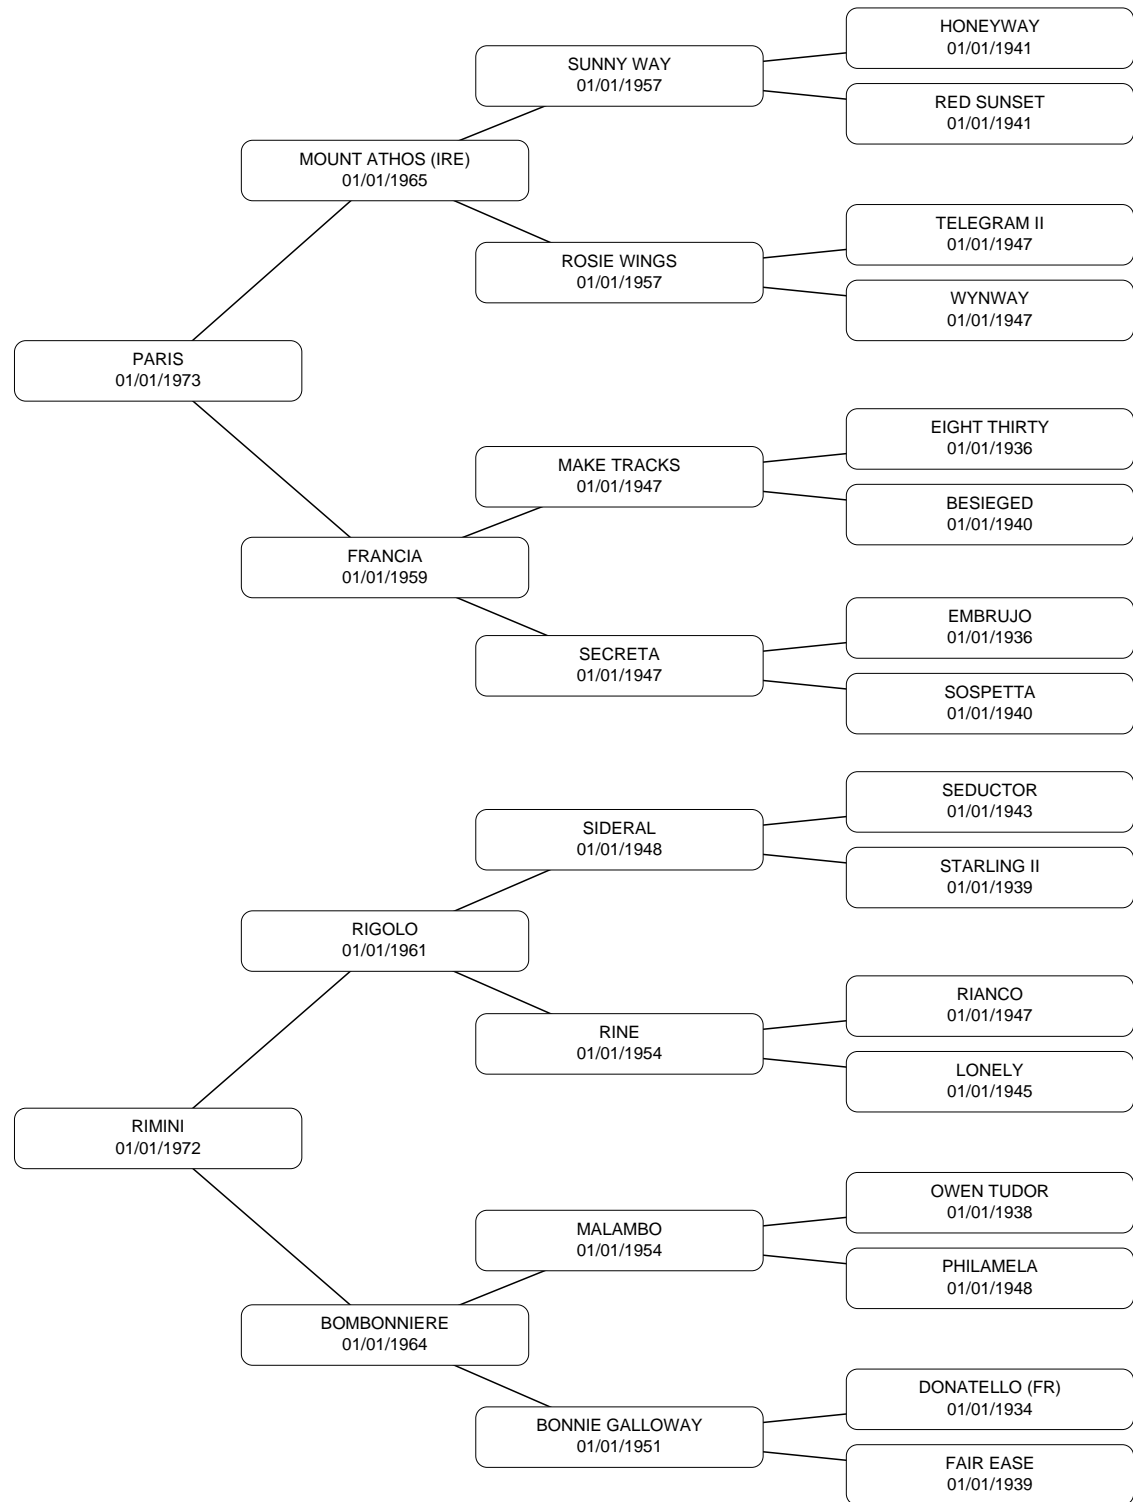 HONEYWAY
01/01/1941
SUNNY WAY
01/01/1957
RED SUNSET
01/01/1941
MOUNT ATHOS (IRE)
01/01/1965
TELEGRAM II
01/01/1947
ROSIE WINGS
01/01/1957
WYNWAY
01/01/1947
PARIS
01/01/1973
EIGHT THIRTY
01/01/1936
MAKE TRACKS
01/01/1947
BESIEGED
01/01/1940
FRANCIA
01/01/1959
EMBRUJO
01/01/1936
SECRETA
01/01/1947
SOSPETTA
01/01/1940
SEDUCTOR
01/01/1943
SIDERAL
01/01/1948
STARLING II
01/01/1939
RIGOLO
01/01/1961
RIANCO
01/01/1947
RINE
01/01/1954
LONELY
01/01/1945
RIMINI
01/01/1972
OWEN TUDOR
01/01/1938
MALAMBO
01/01/1954
PHILAMELA
01/01/1948
BOMBONNIERE
01/01/1964
DONATELLO (FR)
01/01/1934
BONNIE GALLOWAY
01/01/1951
FAIR EASE
01/01/1939